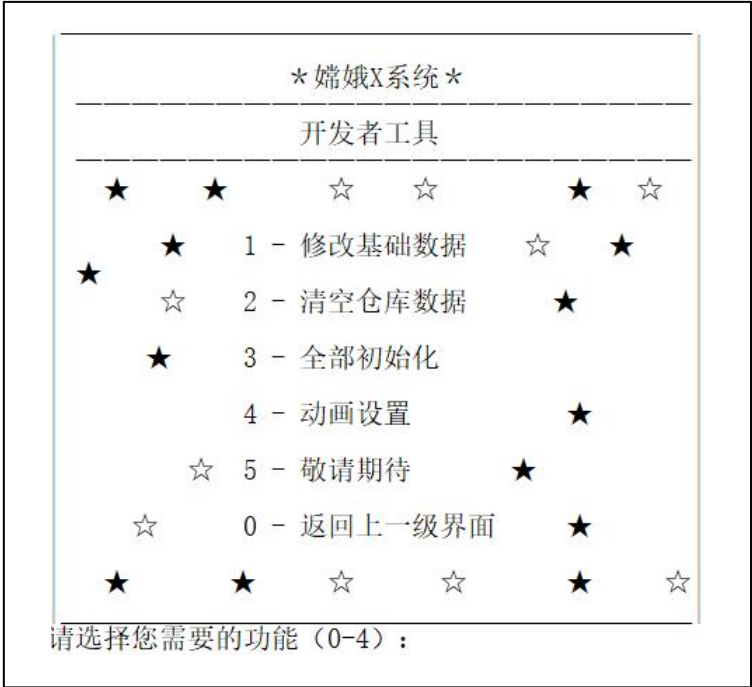 *嫦娥X系统*
开发者工具
★ ★ ☆ ☆ ★ ☆
★ 1 - 修改基础数据 ☆ ★
★
☆ 2 - 清空仓库数据 ★
★ 3 - 全部初始化
4 - 动画设置 ★
☆ 5 - 敬请期待 ★
☆ 0 - 返回上一级界面 ★
★ ★ ☆ ☆ ★ ☆
请选择您需要的功能（0-4）：